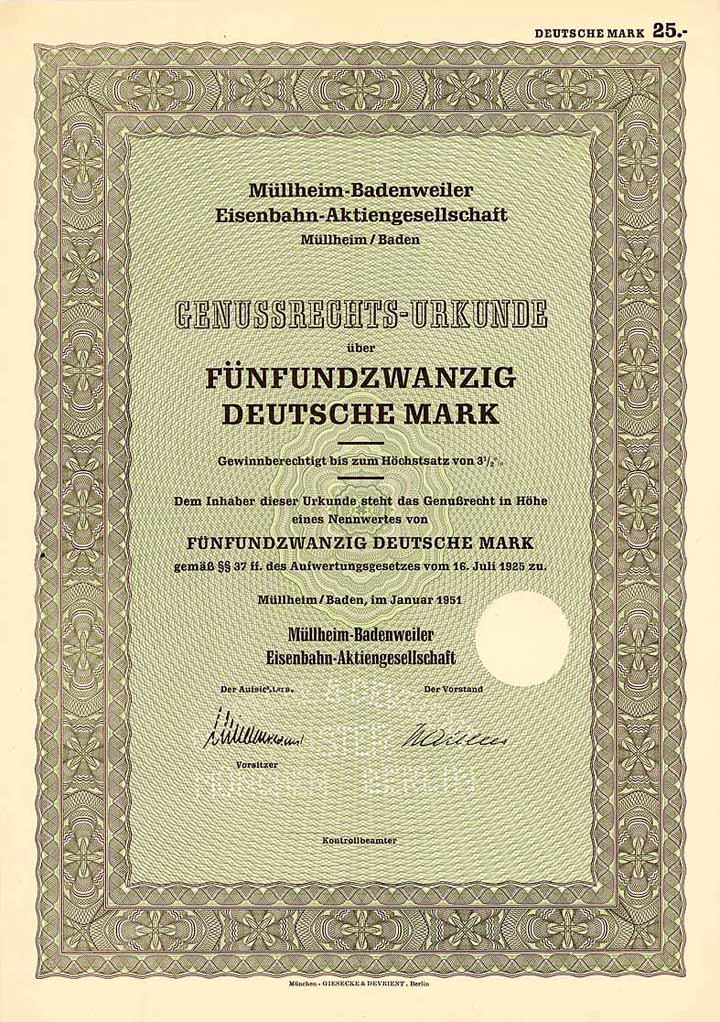 DEUTSCHE MARK 25.-
Müllheim-Badenweiler
Eisenbahn-Aktiengesellschaft
Müllheim/Baden
GENUSSRECHTS-URKUNDE
über
FÜNFUNDZWANZIG
DEUTSCHE MARK
Gewinnberechtigt bis zum Höchstsatz von 3½%
Dem Inhaber dieser Urkunde steht das Genußrecht in Höhe
eines Nennwertes von
FÜNFUNDZWANZIG DEUTSCHE MARK
gemäß §§ 37 ff. des Aufwertungsgesetzes vom 16. Juli 1925 zu.
Müllheim/Baden, im Januar 1951
Müllheim-Badenweiler
Eisenbahn-Aktiengesellschaft
Der Aufsichtsrat
Der Vorstand
Vorsitzer
BERLIN
Kontrollbeamter
München - GIESECKE & DEVRIENT, Berlin